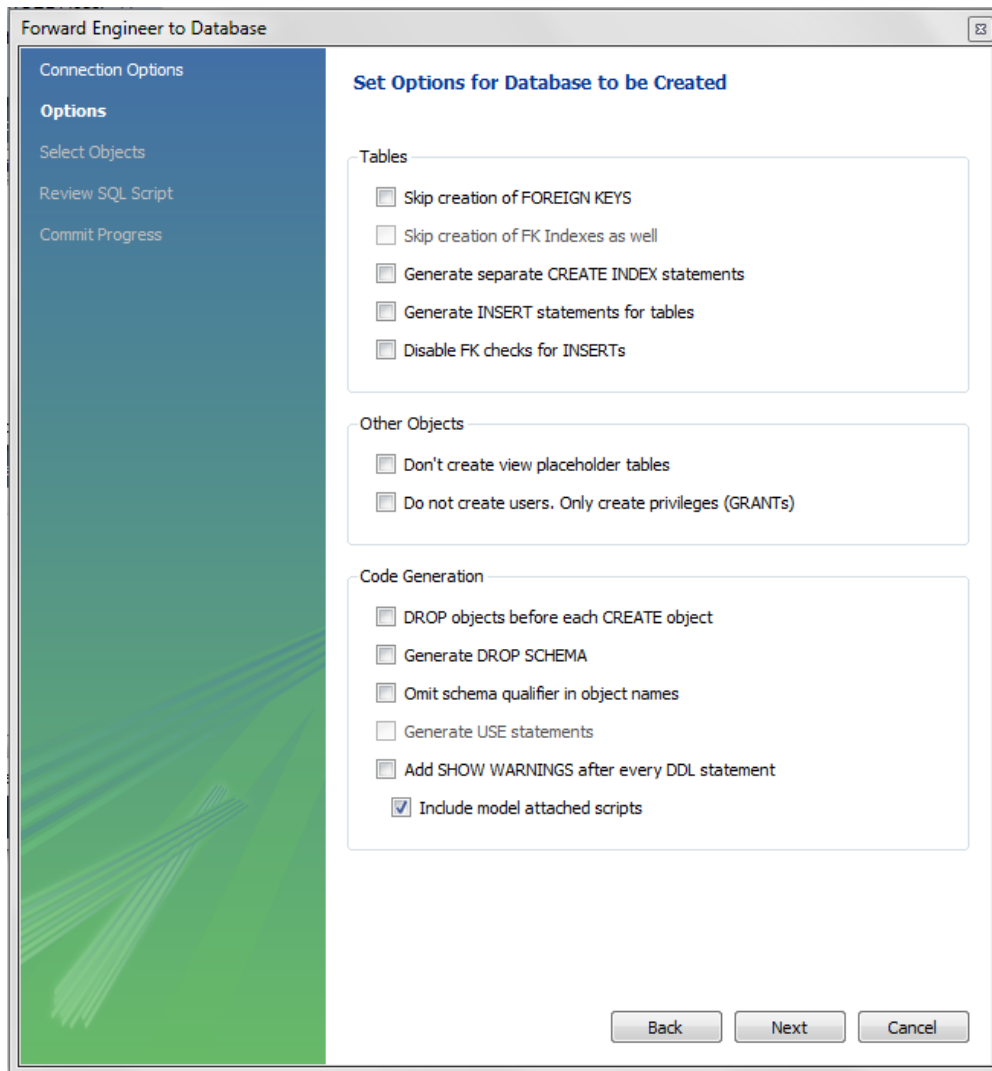 Forward Engineer to Database
Connection Options
Options
Select Objects
Review SQL Script
Commit Progress
Set Options for Database to be Created
Tables
Skip creation of FOREIGN KEYS
Skip creation of FK Indexes as well
Generate separate CREATE INDEX statements
Generate INSERT statements for tables
Disable FK checks for INSERTs
Other Objects
Don't create view placeholder tables
Do not create users. Only create privileges (GRANTs)
Code Generation
DROP objects before each CREATE object
Generate DROP SCHEMA
Omit schema qualifier in object names
Generate USE statements
Add SHOW WARNINGS after every DDL statement
Include model attached scripts
Back
Next
Cancel